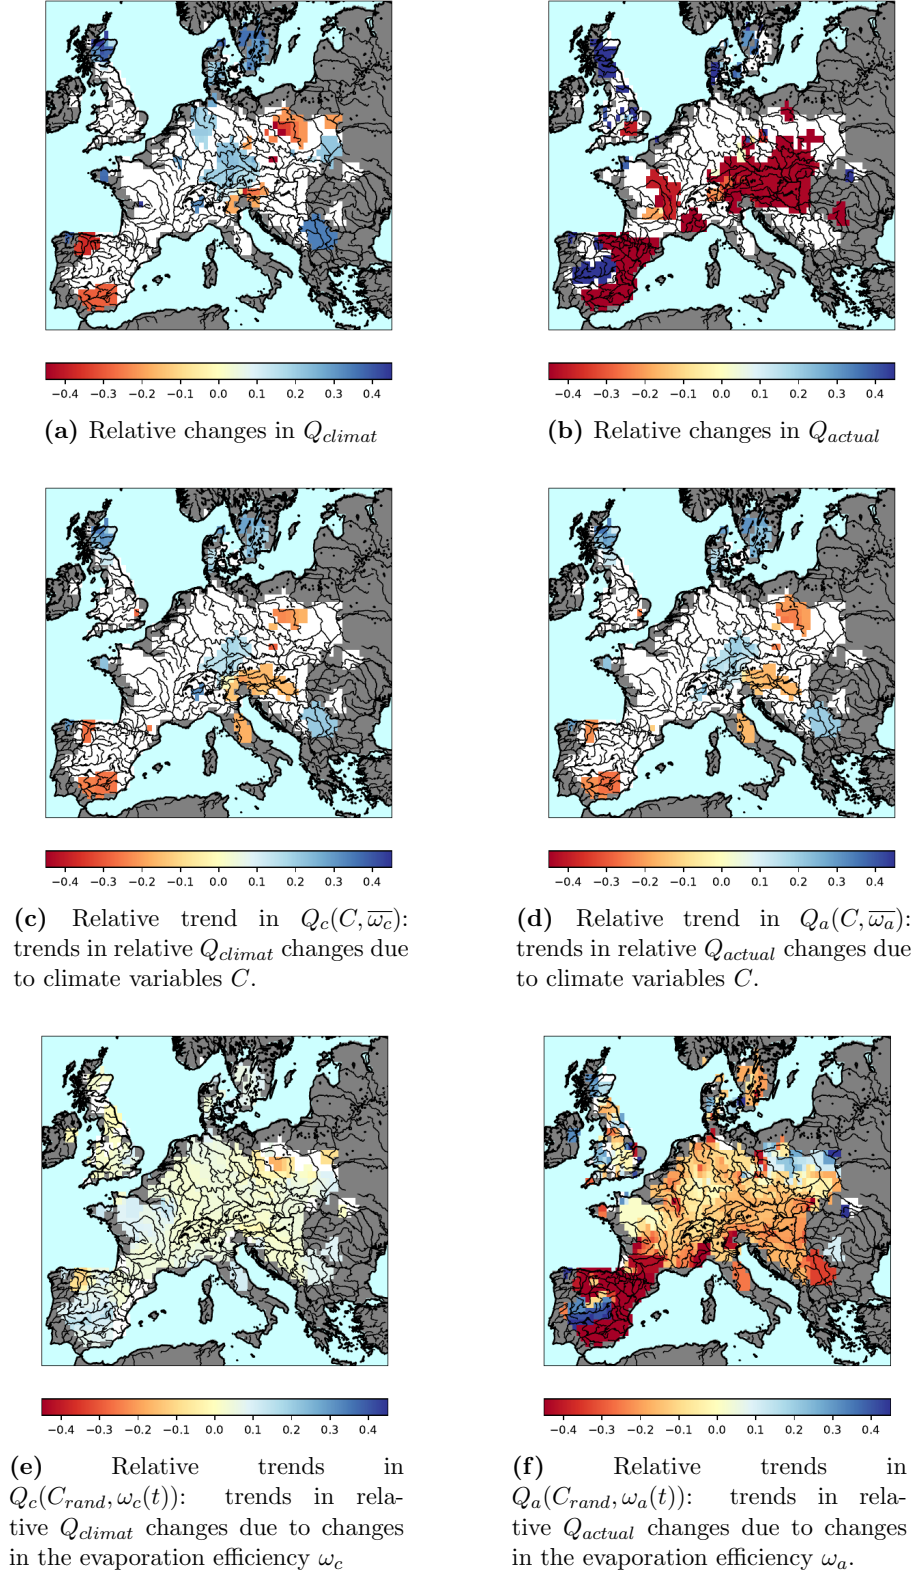 −0.4 −0.3 −0.2 −0.1 0.0 0.1 0.2 0.3 0.4
(a) Relative changes in Q_climat
−0.4 −0.3 −0.2 −0.1 0.0 0.1 0.2 0.3 0.4
(b) Relative changes in Q_actual
−0.4 −0.3 −0.2 −0.1 0.0 0.1 0.2 0.3 0.4
(c) Relative trend in Q_c(C, \overline{ω_c}):
trends in relative Q_climat changes due
to climate variables C.
−0.4 −0.3 −0.2 −0.1 0.0 0.1 0.2 0.3 0.4
(d) Relative trend in Q_a(C, \overline{ω_a}):
trends in relative Q_actual changes due
to climate variables C.
−0.4 −0.3 −0.2 −0.1 0.0 0.1 0.2 0.3 0.4
(e) Relative trends in
Q_c(C_rand, ω_c(t)): trends in rela-
tive Q_climat changes due to changes
in the evaporation efficiency ω_c
−0.4 −0.3 −0.2 −0.1 0.0 0.1 0.2 0.3 0.4
(f) Relative trends in
Q_a(C_rand, ω_a(t)): trends in rela-
tive Q_actual changes due to changes
in the evaporation efficiency ω_a.